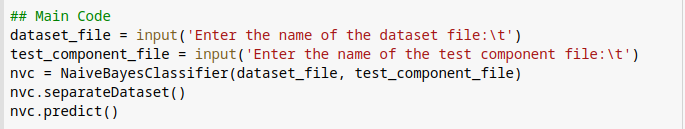 ## Main Code
dataset_file = input('Enter the name of the dataset file:\t')
test_component_file = input('Enter the name of the test component file:\t')
nvc = NaiveBayesClassifier(dataset_file, test_component_file)
nvc.separateDataset()
nvc.predict()